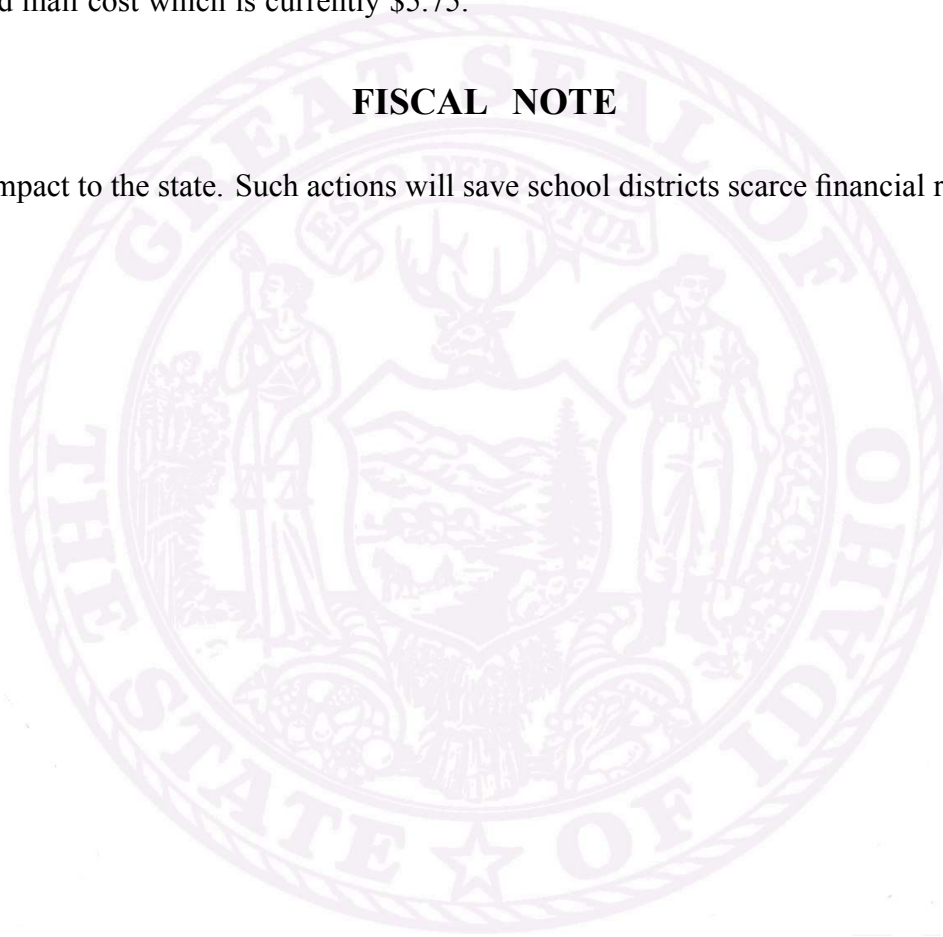 d mail cost which is currently $5.75.
FISCAL NOTE
mpact to the state. Such actions will save school districts scarce financial r
GREAT SEAL OF
ESTO PERPETUA
THE STATE OF IDAHO